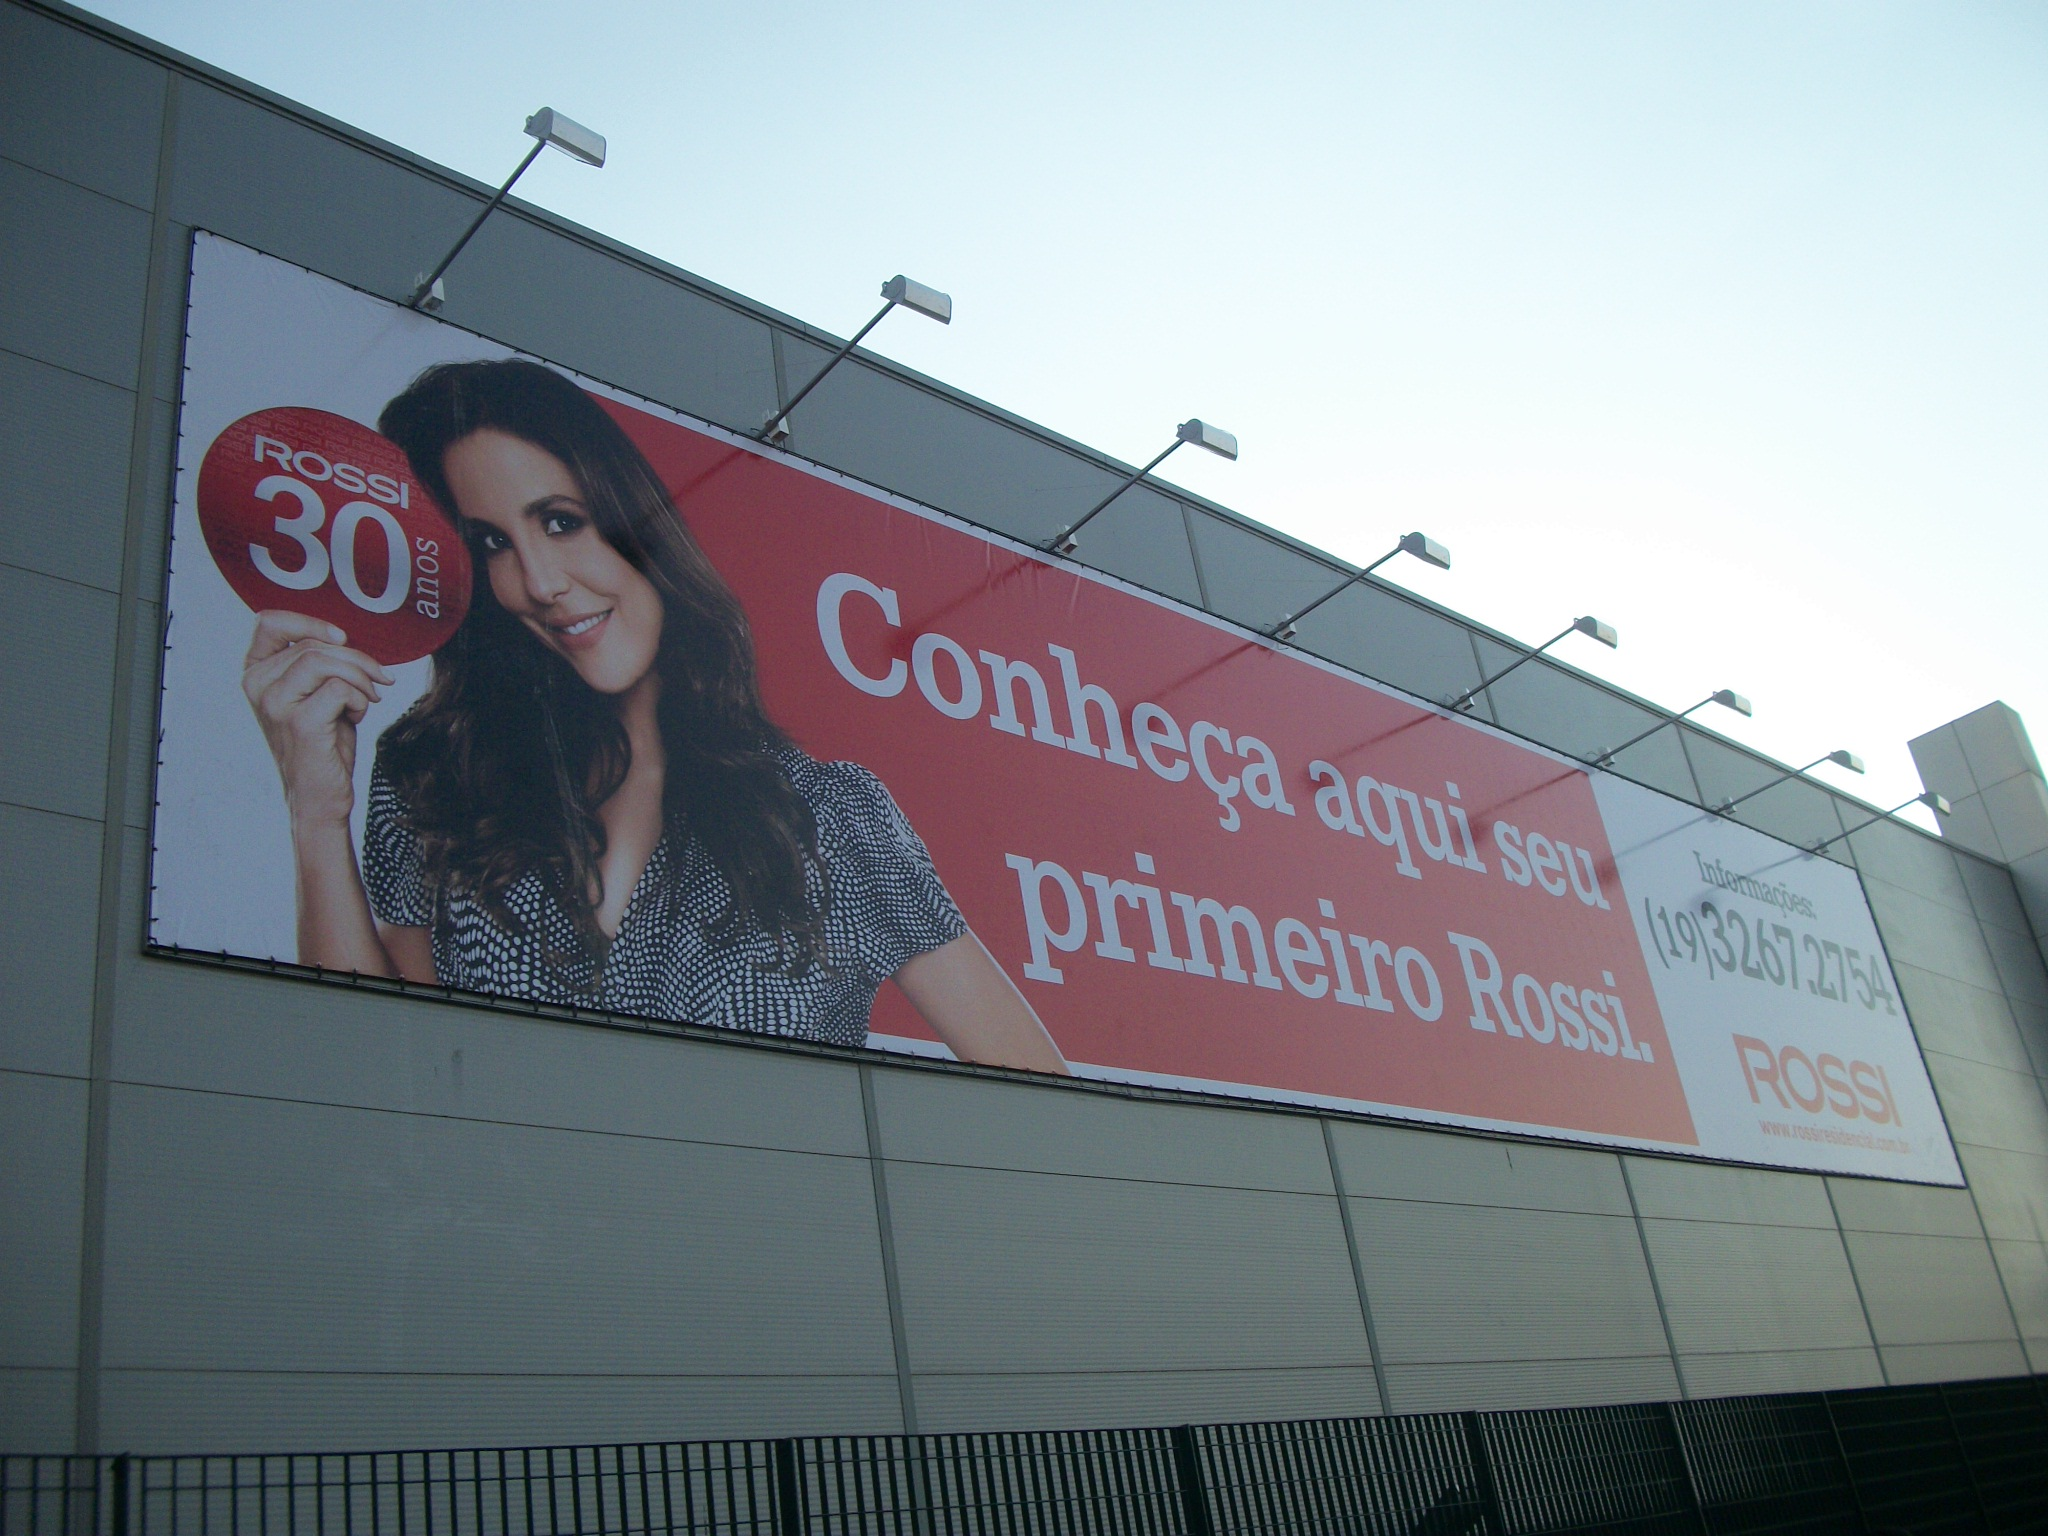 ROSSI
30
anos
Conheça aqui seu
primeiro Rossi.
Informações:
(19)3267.2754
ROSSI
www.rossiresidencial.com.br